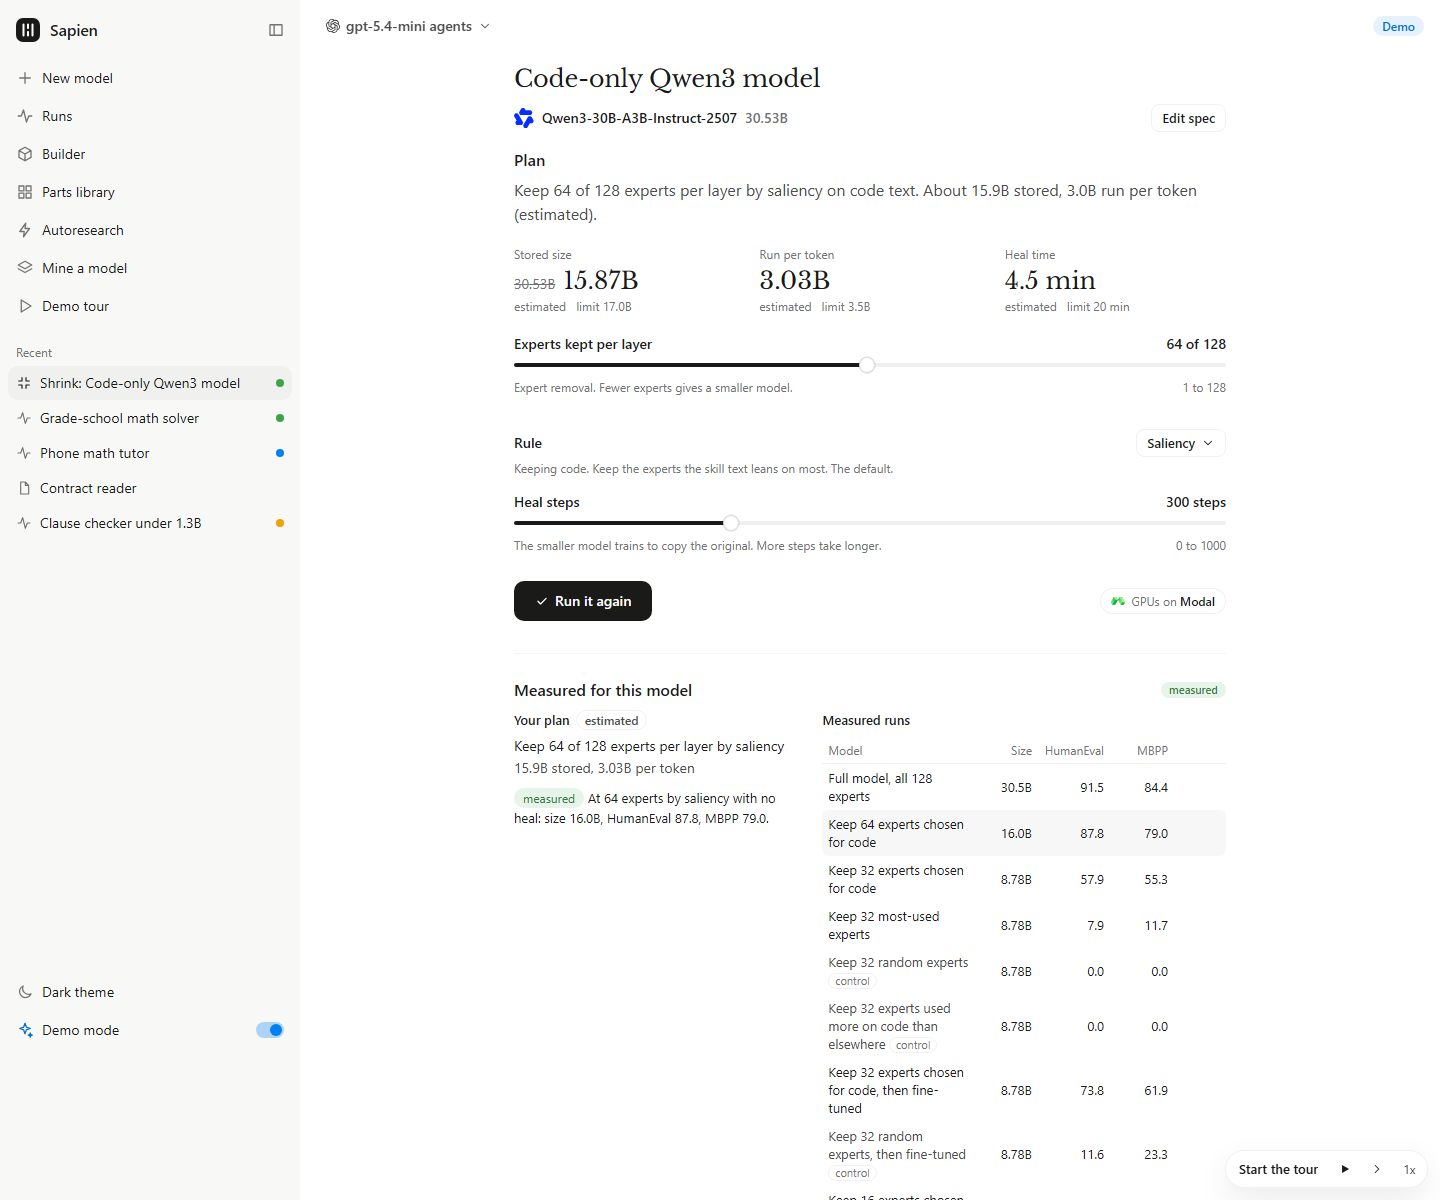 Sapien
New model
Runs
Builder
Parts library
Autoresearch
Mine a model
Demo tour
Recent
Shrink: Code-only Qwen3 model
Grade-school math solver
Phone math tutor
Contract reader
Clause checker under 1.3B
Dark theme
Demo mode
gpt-5.4-mini agents
Demo
Code-only Qwen3 model
Qwen3-30B-A3B-Instruct-2507 30.53B
Edit spec
Plan
Keep 64 of 128 experts per layer by saliency on code text. About 15.9B stored, 3.0B run per token
(estimated).
Stored size
30.53B 15.87B
estimated limit 17.0B
Run per token
3.03B
estimated limit 3.5B
Heal time
4.5 min
estimated limit 20 min
Experts kept per layer 64 of 128
Expert removal. Fewer experts gives a smaller model. 1 to 128
Rule Saliency
Keeping code. Keep the experts the skill text leans on most. The default.
Heal steps 300 steps
The smaller model trains to copy the original. More steps take longer. 0 to 1000
Run it again
GPUs on Modal
Measured for this model measured
Your plan estimated
Keep 64 of 128 experts per layer by saliency
15.9B stored, 3.03B per token
measured At 64 experts by saliency with no
heal: size 16.0B, HumanEval 87.8, MBPP 79.0.
Measured runs
Model Size HumanEval MBPP
Full model, all 128
experts 30.5B 91.5 84.4
Keep 64 experts chosen
for code 16.0B 87.8 79.0
Keep 32 experts chosen
for code 8.78B 57.9 55.3
Keep 32 most-used
experts 8.78B 7.9 11.7
Keep 32 random experts
control 8.78B 0.0 0.0
Keep 32 experts used
more on code than
elsewhere control 8.78B 0.0 0.0
Keep 32 experts chosen
for code, then fine-
tuned 8.78B 73.8 61.9
Keep 32 random
experts, then fine-tuned
control 8.78B 11.6 23.3
Keep 16 experts chosen
Start the tour 1x